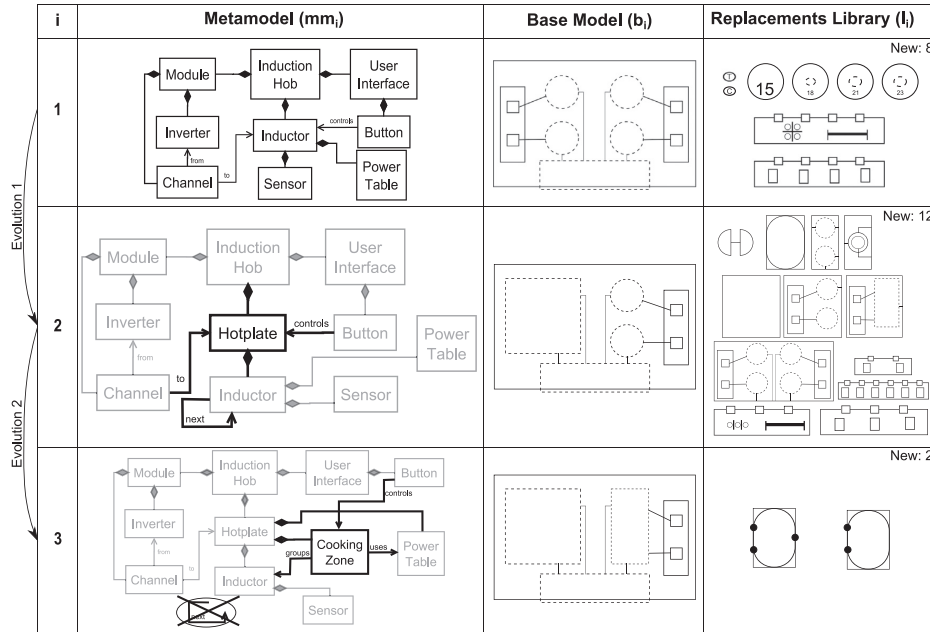 i
Metamodel (mmi)
Base Model (bi)
Replacements Library (li)
Evolution 1
Evolution 2
1
Module
Induction
Hob
User
Interface
Inverter
Inductor
controls
Button
from
to
Channel
Sensor
Power
Table
New: 8
T
C
15
18
21
23
2
Module
Induction
Hob
User
Interface
Inverter
Hotplate
controls
Button
Power
Table
from
to
Channel
Inductor
Sensor
next
New: 12
3
Module
Induction
Hob
User
Interface
Button
controls
Inverter
Hotplate
from
to
Cooking
Zone
groups
uses
Power
Table
Channel
Inductor
next
Sensor
New: 2